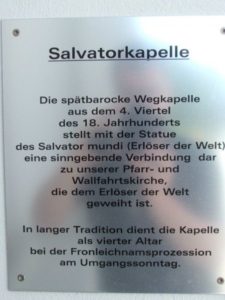 Salvatorkapelle
Die spätbarocke Wegkapelle
aus dem 4. Viertel
des 18. Jahrhunderts
stellt mit der Statue
des Salvator mundi (Erlöser der Welt)
eine sinngebende Verbindung dar
zu unserer Pfarr- und
Wallfahrtskirche,
die dem Erlöser der Welt
geweiht ist.
In langer Tradition dient die Kapelle
als vierter Altar
bei der Fronleichnamsprozession
am Umgangssonntag.